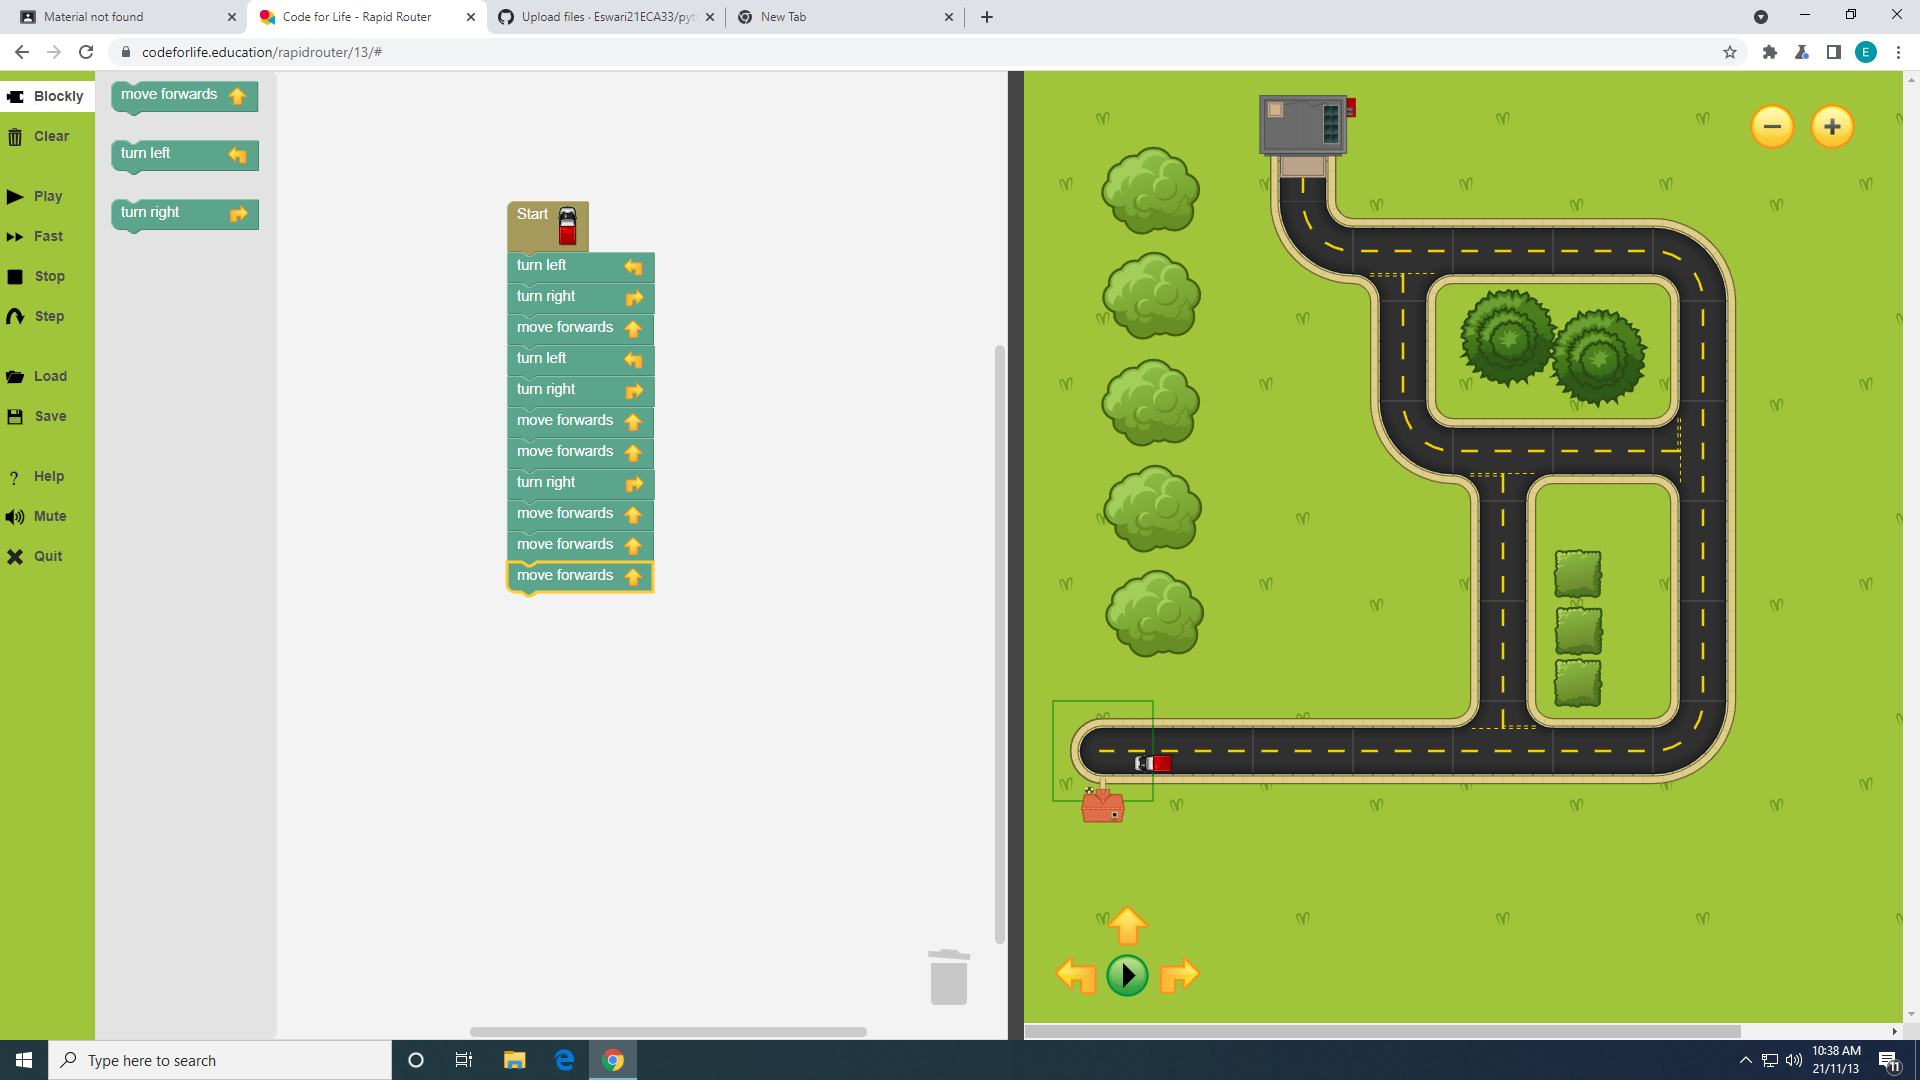 Material not found
Code for Life - Rapid Router
Upload files · Eswari21ECA33/pyt
New Tab
codeforlife.education/rapidrouter/13/#
E
Blockly
Clear
Play
Fast
Stop
Step
Load
Save
Help
Mute
Quit
move forwards
turn left
turn right
Start
turn left
turn right
move forwards
turn left
turn right
move forwards
move forwards
turn right
move forwards
move forwards
move forwards
Type here to search
10:38 AM
21/11/13
11